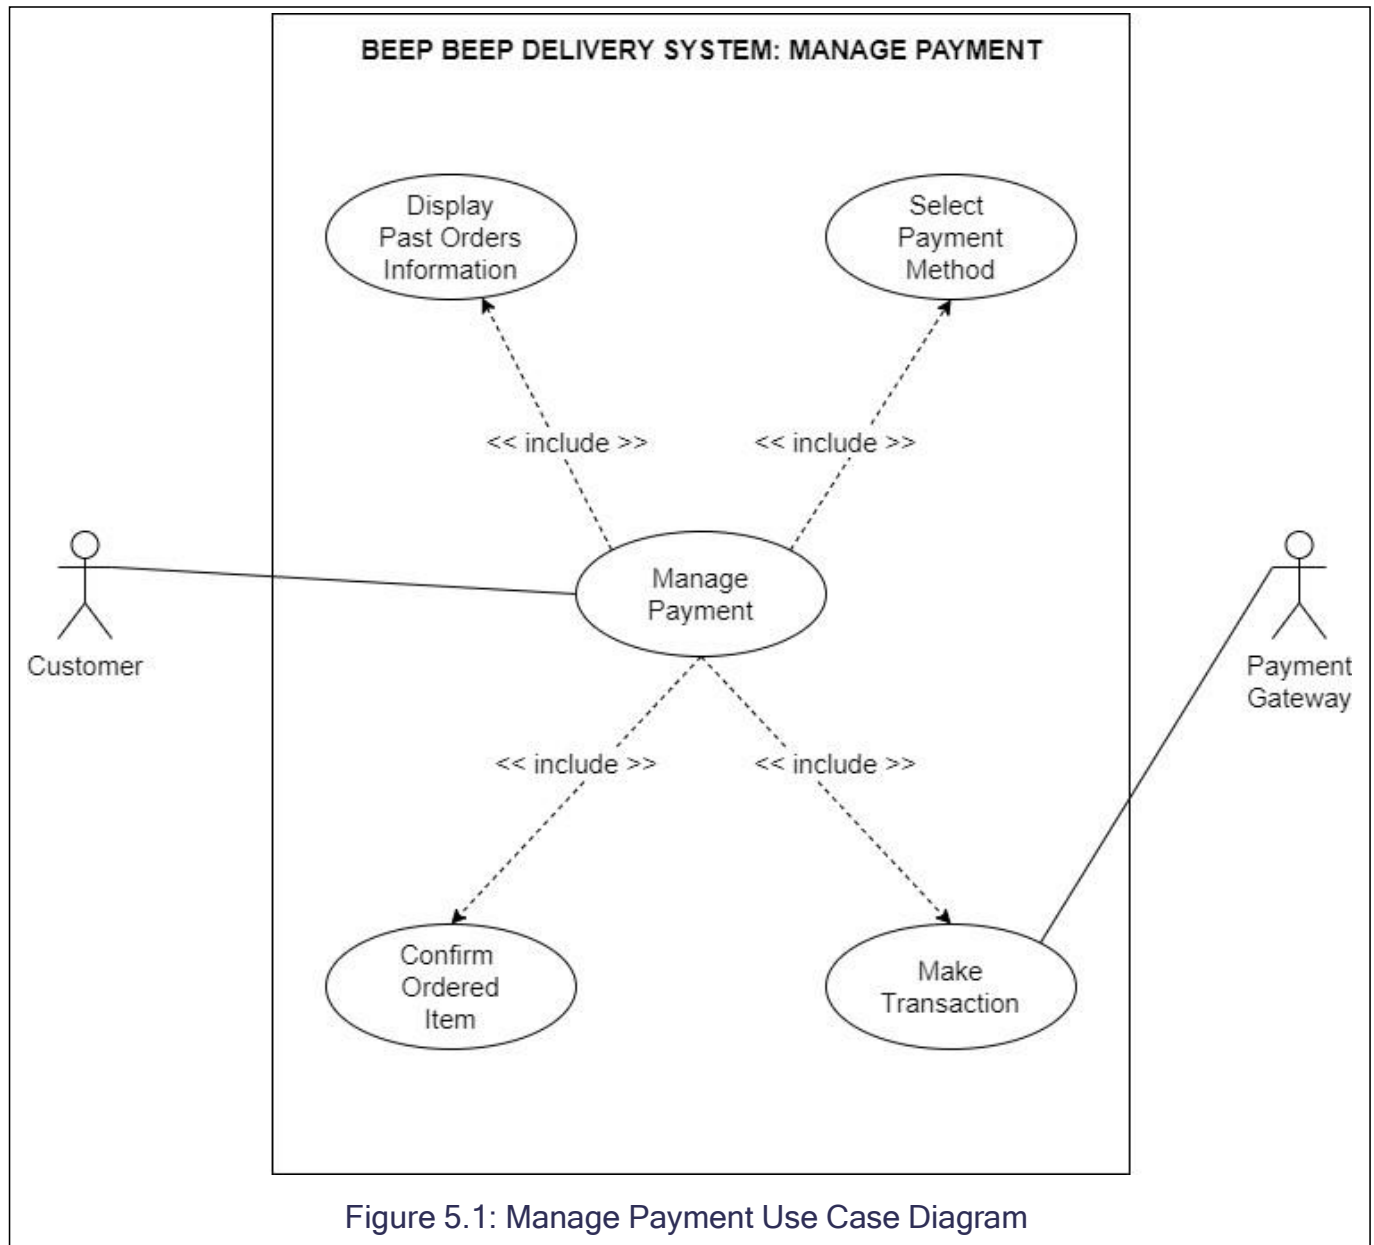 BEEP BEEP DELIVERY SYSTEM: MANAGE PAYMENT
Display
Past Orders
Information
Select
Payment
Method
<< include >>
<< include >>
Manage
Payment
Customer
Payment
Gateway
<< include >>
<< include >>
Confirm
Ordered
Item
Make
Transaction
Figure 5.1: Manage Payment Use Case Diagram